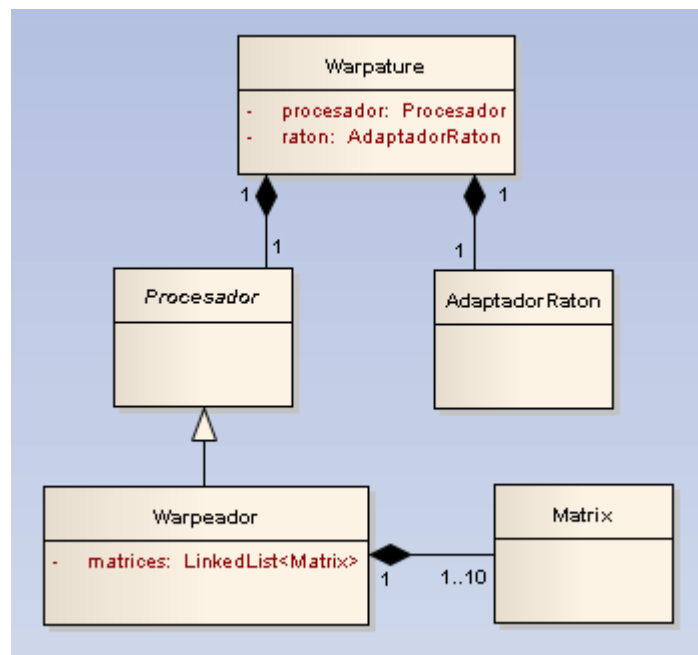 Warpature
- procesador: Procesador
- raton: AdaptadorRaton
1
1
1
1
Procesador
AdaptadorRaton
Warpeador
- matrices: LinkedList<Matrix>
Matrix
1
1..10